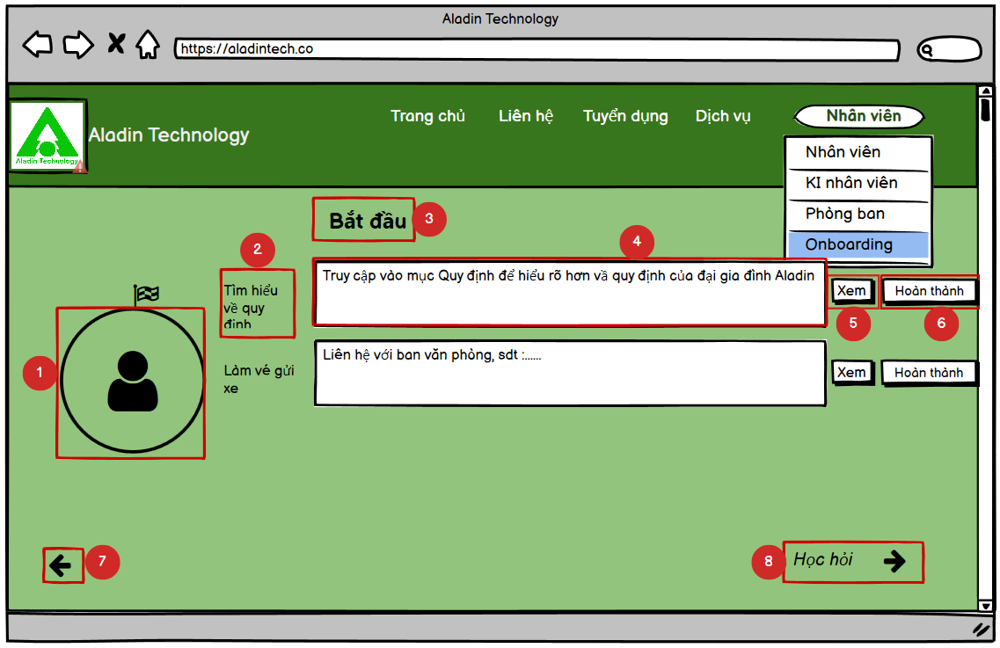 Aladin Technology
https://aladintech.co
Aladin Technology
Aladin Technology
Trang chủ
Liên hệ
Tuyển dụng
Dịch vụ
Nhân viên
Nhân viên
KI nhân viên
Phòng ban
Onboarding
Bắt đầu
3
2
4
Tìm hiểu
về quy
định
Truy cập vào mục Quy định để hiểu rõ hơn vầ quy định của đại gia đình Aladin
Xem
Hoàn thành
5
6
1
Làm vé gửi
xe
Liên hệ với ban văn phòng, sdt :......
Xem
Hoàn thành
7
8
Học hỏi